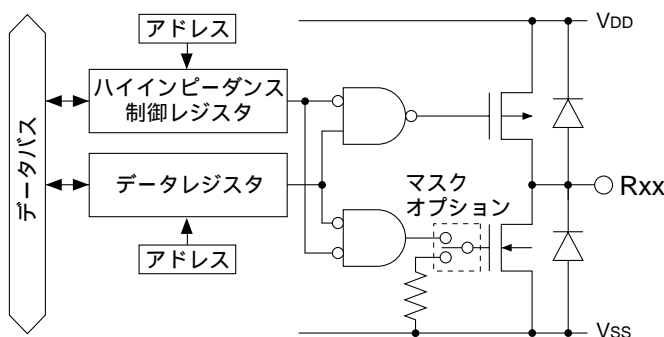 アドレス
VDD
ハイインピーダンス
制御レジスタ
データバス
データレジスタ
マスク
オプション
Rxx
アドレス
VSS